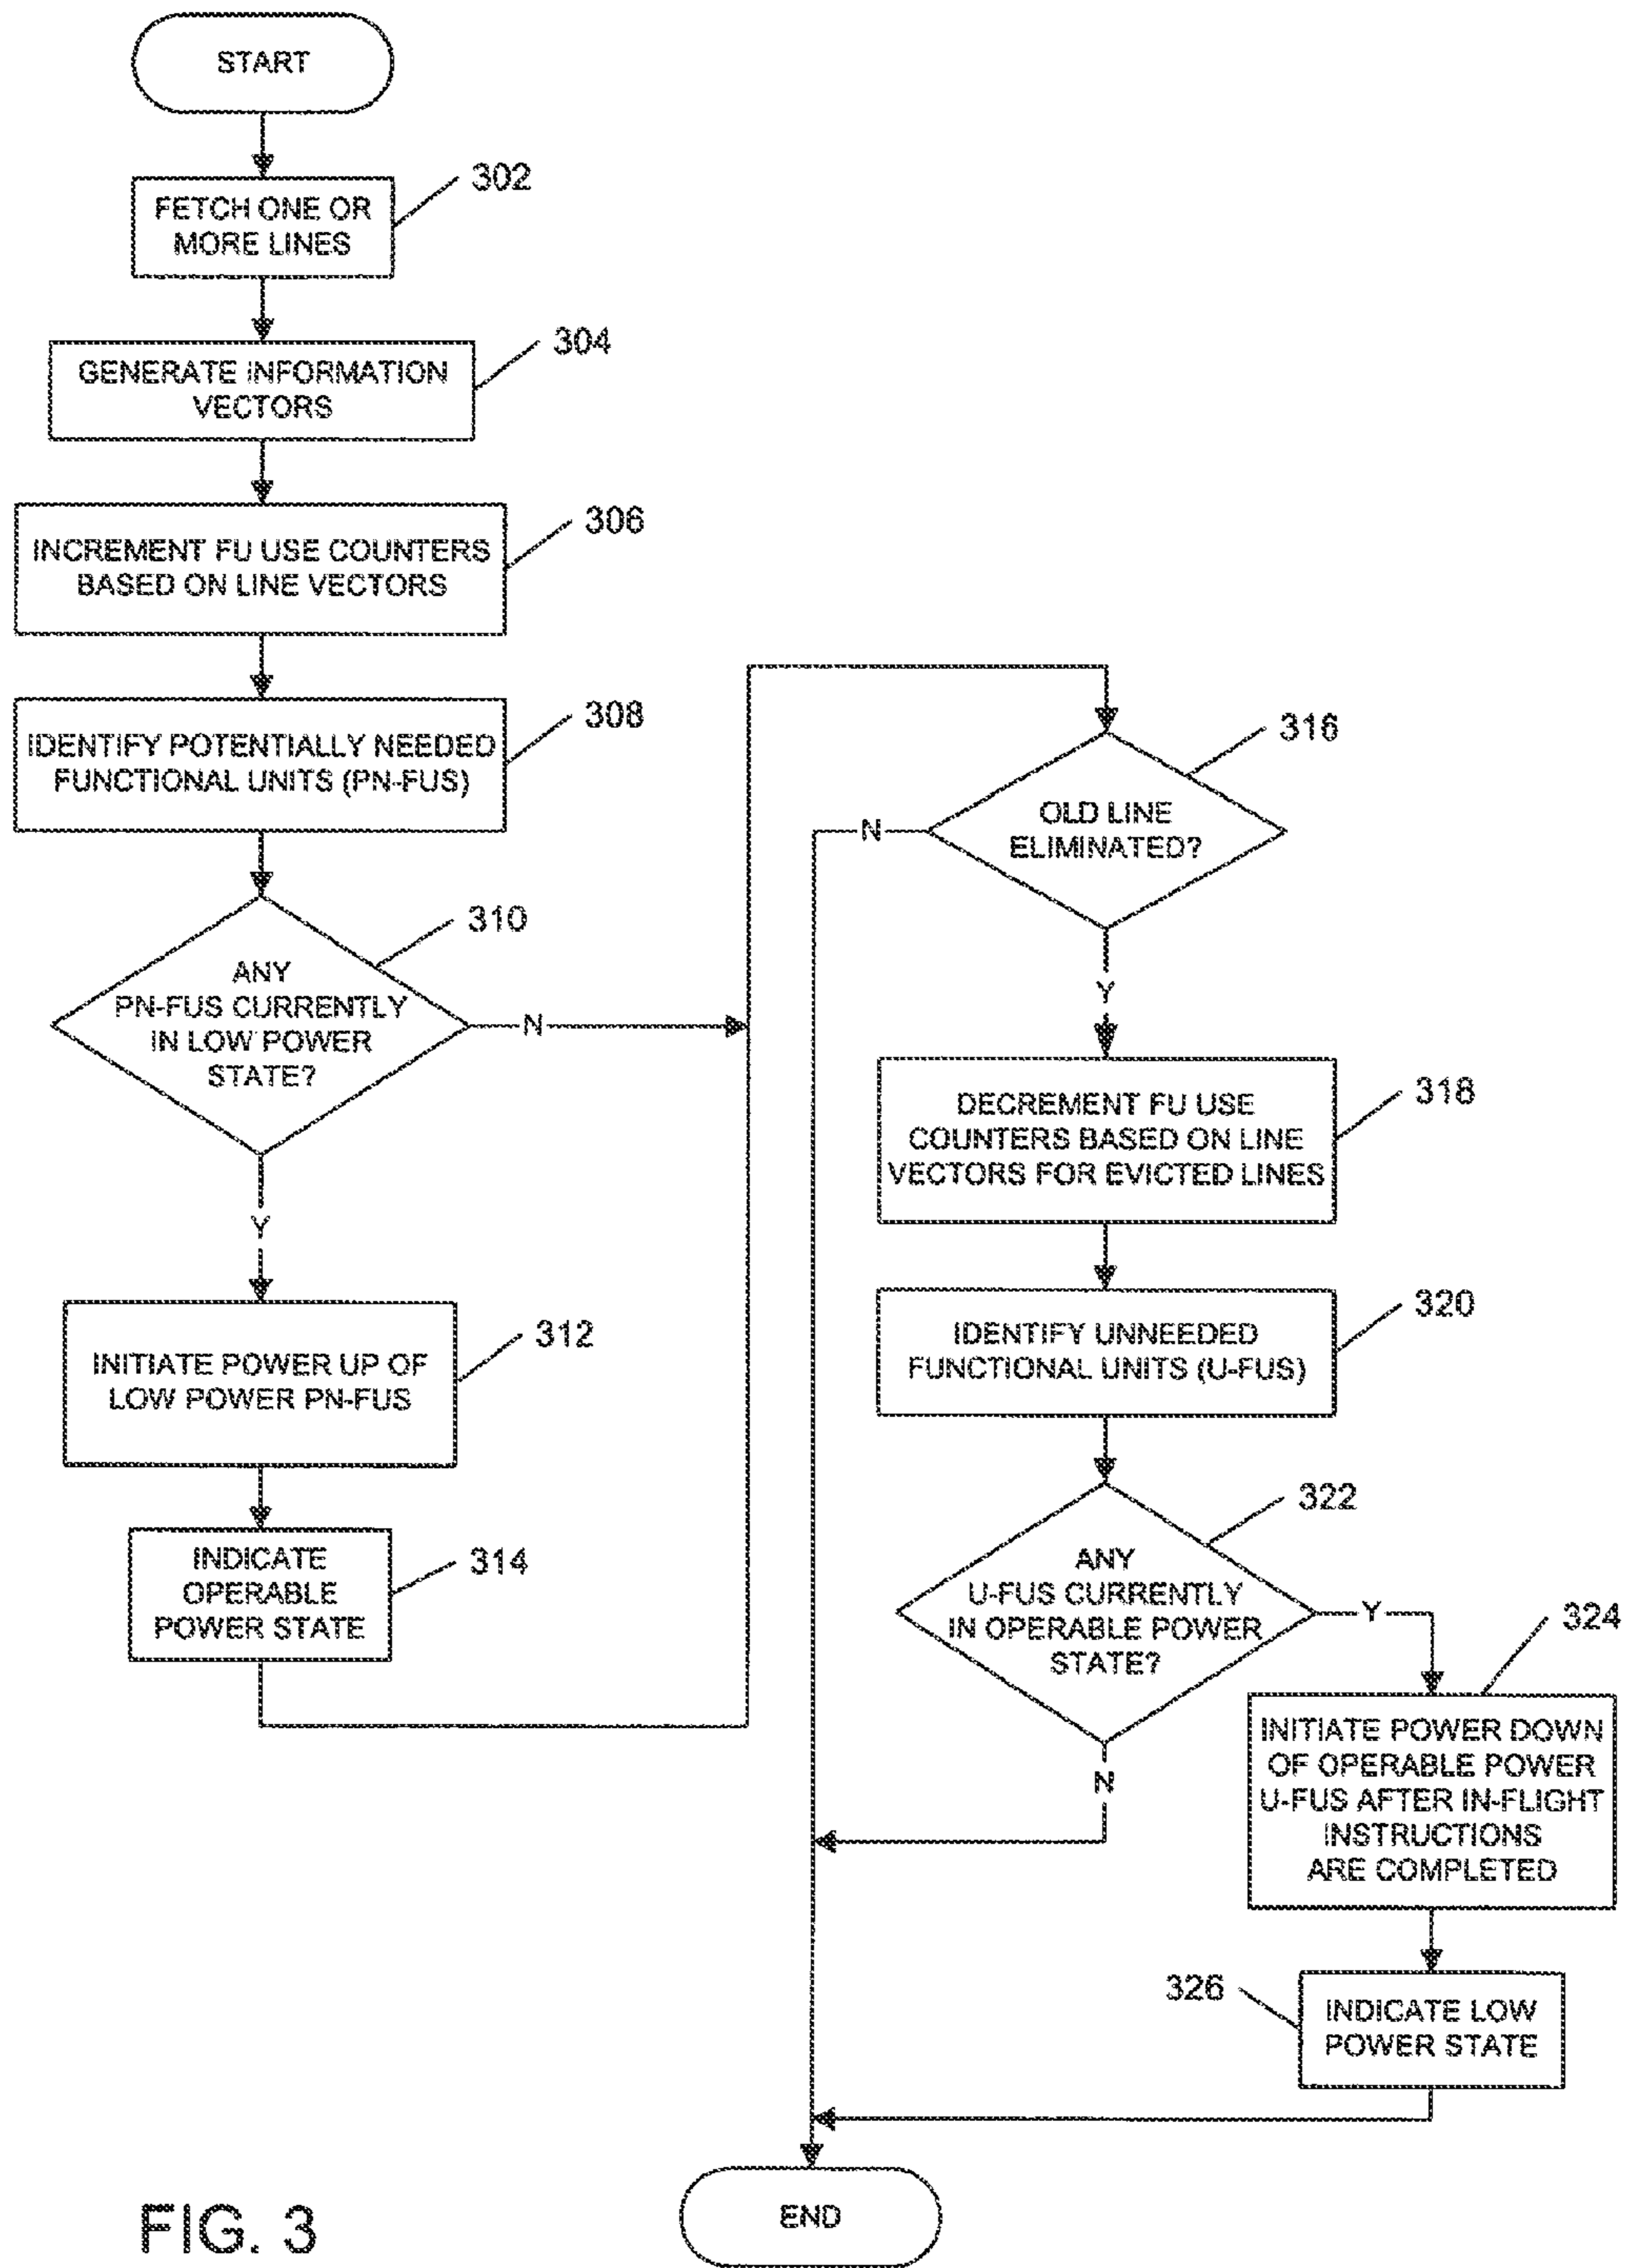 START
FETCH ONE OR
MORE LINES
302
GENERATE INFORMATION
VECTORS
304
INCREMENT FU USE COUNTERS
BASED ON LINE VECTORS
306
IDENTIFY POTENTIALLY NEEDED
FUNCTIONAL UNITS (PN-FUS)
308
ANY
PN-FUS CURRENTLY
IN LOW POWER
STATE?
310
N
Y
INITIATE POWER UP OF
LOW POWER PN-FUS
312
INDICATE
OPERABLE
POWER STATE
314
OLD LINE
ELIMINATED?
316
N
Y
DECREMENT FU USE
COUNTERS BASED ON LINE
VECTORS FOR EVICTED LINES
318
IDENTIFY UNNEEDED
FUNCTIONAL UNITS (U-FUS)
320
ANY
U-FUS CURRENTLY
IN OPERABLE POWER
STATE?
322
Y
N
INITIATE POWER DOWN
OF OPERABLE POWER
U-FUS AFTER IN-FLIGHT
INSTRUCTIONS
ARE COMPLETED
324
INDICATE LOW
POWER STATE
326
END
FIG. 3